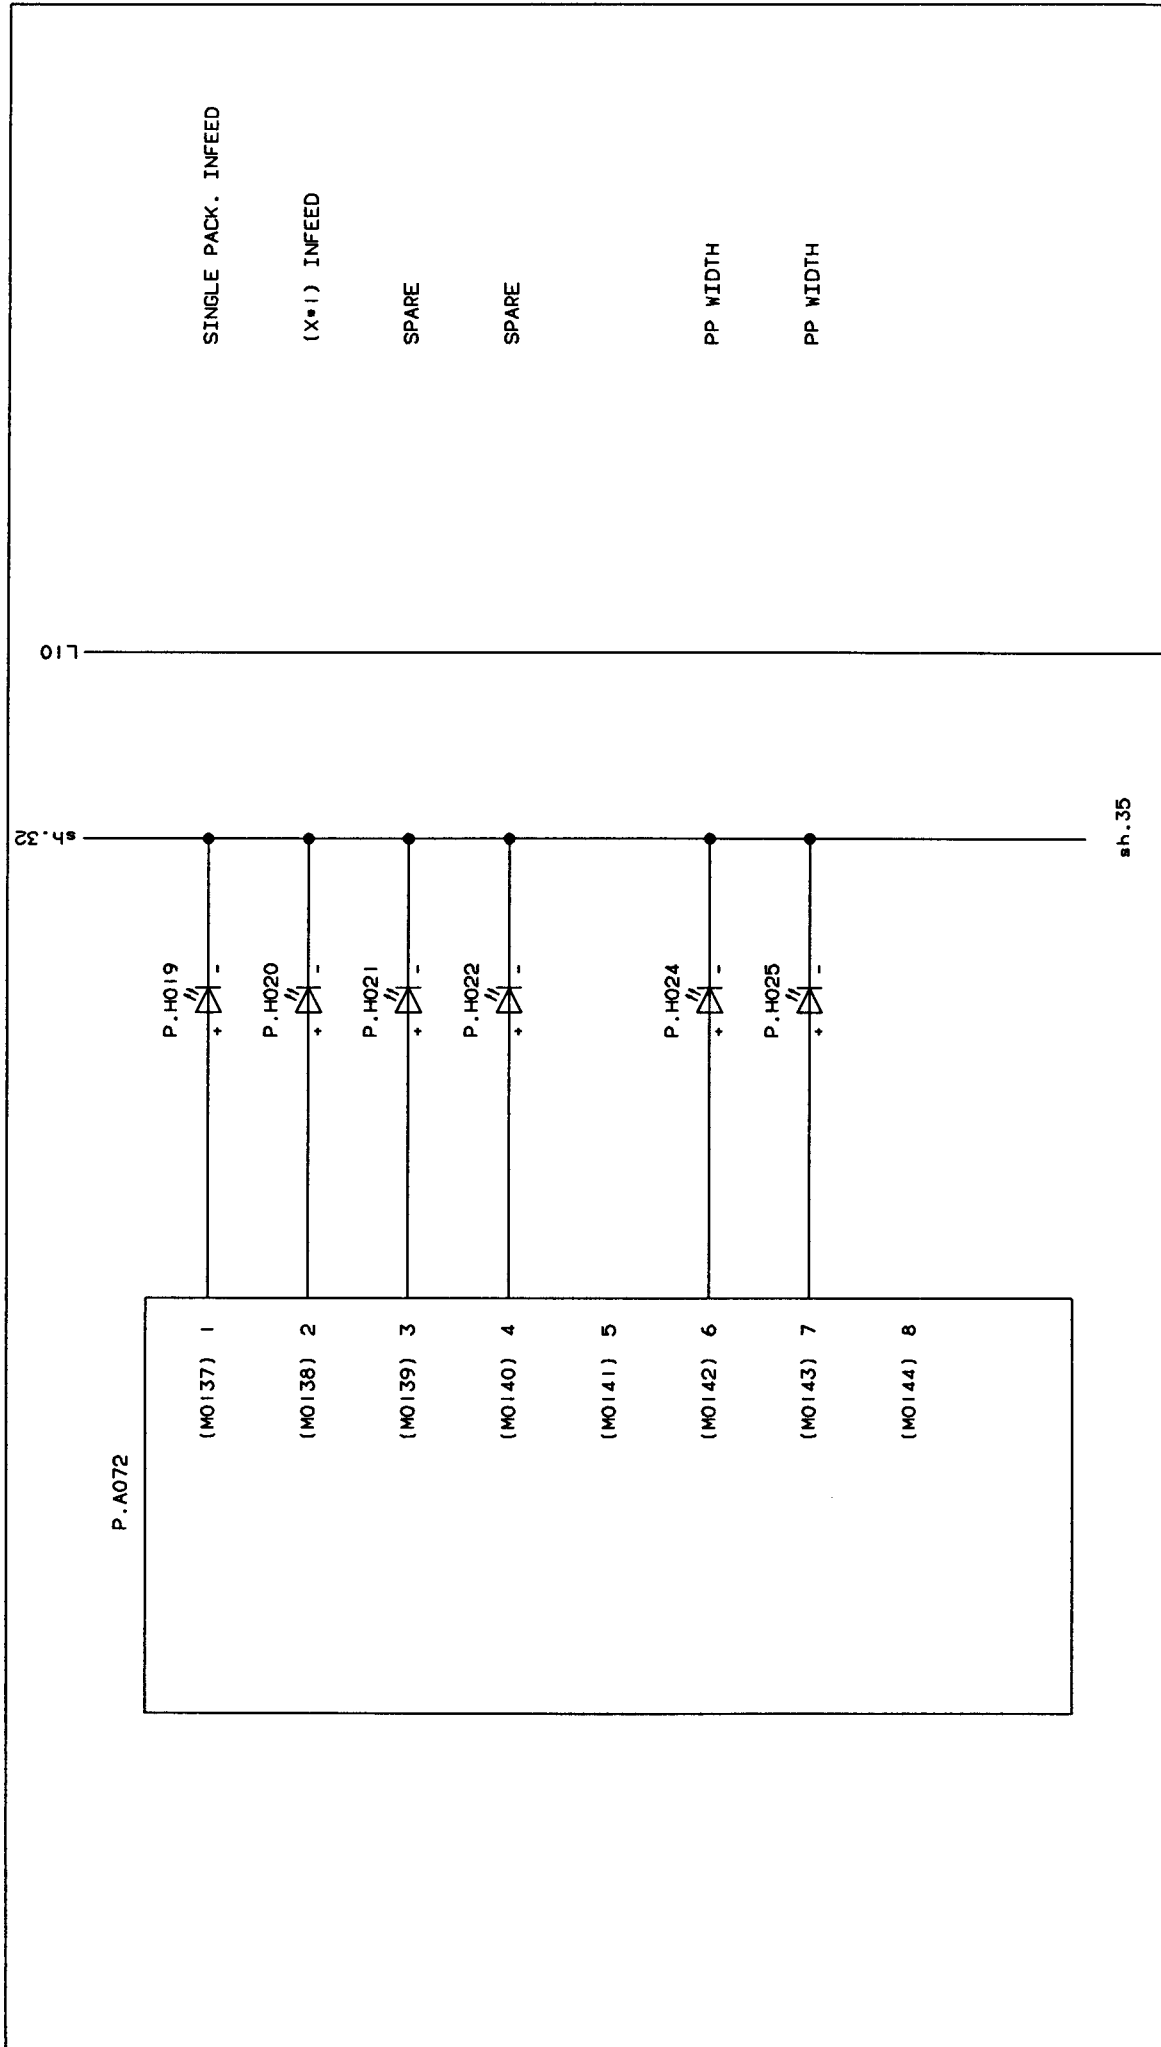 P.A072
(M0137) 1
P.H019
+ -
SINGLE PACK. INFEED
(M0138) 2
P.H020
+ -
(X*1) INFEED
(M0139) 3
P.H021
+ -
SPARE
(M0140) 4
P.H022
+ -
SPARE
(M0141) 5
(M0142) 6
P.H024
+ -
PP WIDTH
(M0143) 7
P.H025
+ -
PP WIDTH
(M0144) 8
sh.32
L10
sh.35